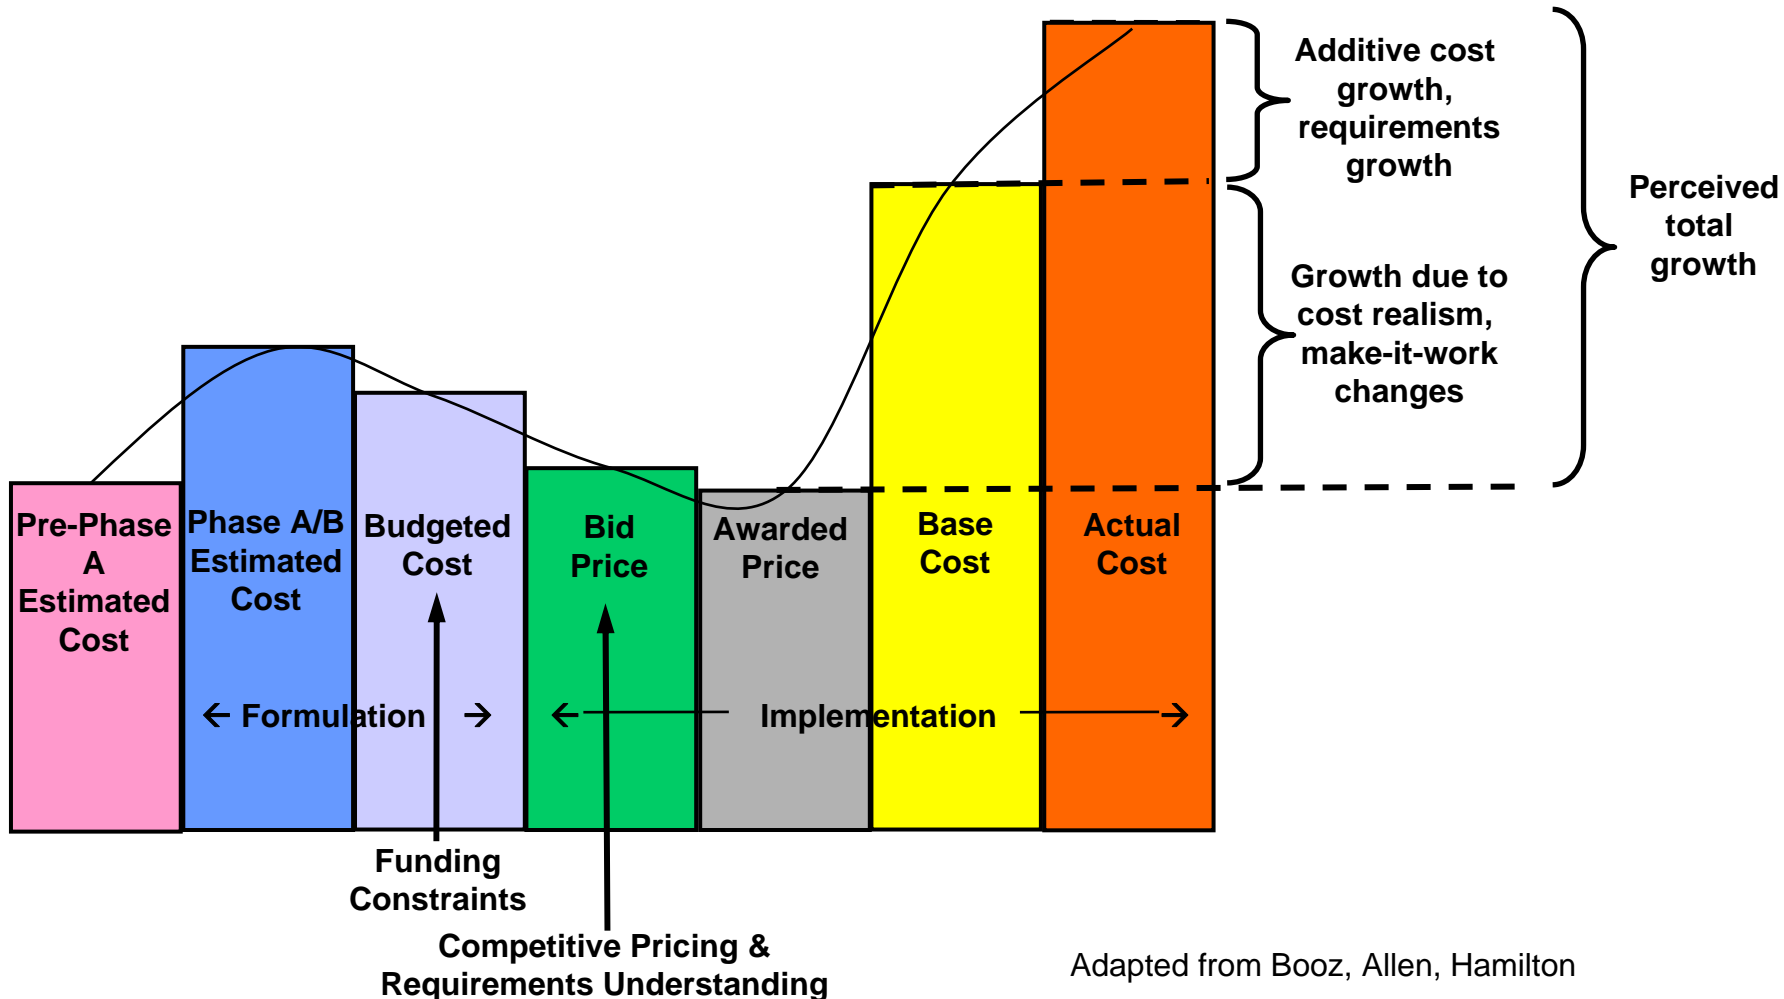 Additive cost
growth,
requirements
growth
Perceived
total
growth
Growth due to
cost realism,
make-it-work
changes
Pre-Phase
A
Estimated
Cost
Phase A/B
Estimated
Cost
Budgeted
Cost
Bid
Price
Awarded
Price
Base
Cost
Actual
Cost
← Formulation →
← Implementation →
Funding
Constraints
Competitive Pricing &
Requirements Understanding
Adapted from Booz, Allen, Hamilton